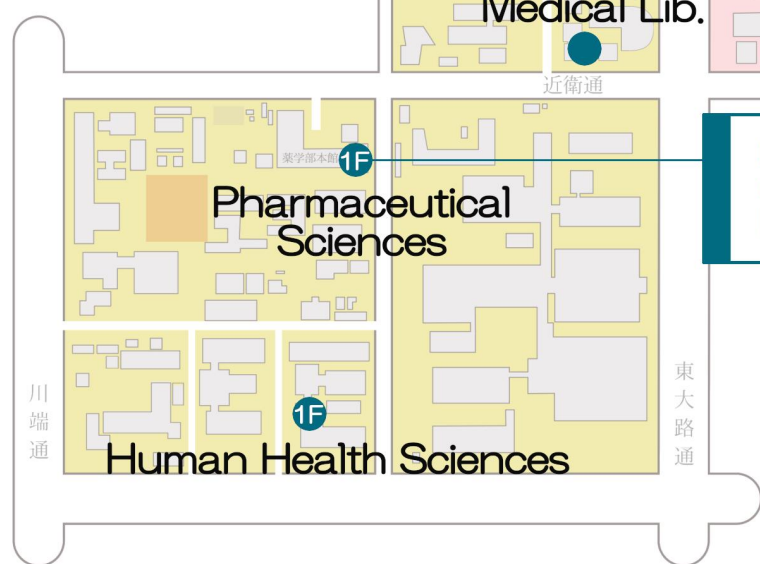 Medical Lib.
近衛通
薬学部本館
1F
Pharmaceutical
Sciences
川端通
東大路通
1F
Human Health Sciences